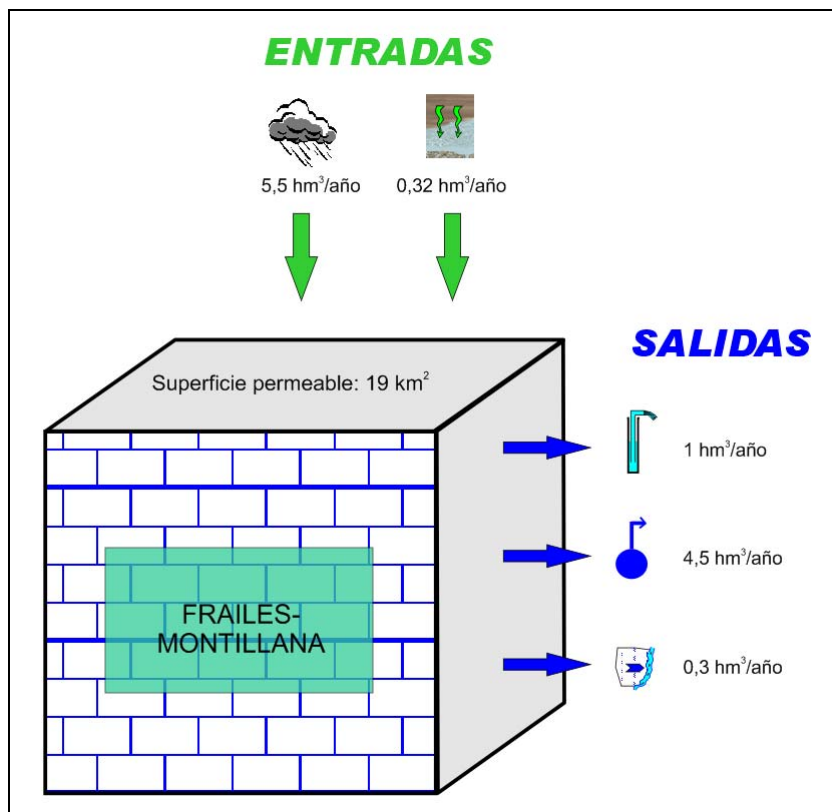 ENTRADAS
5,5 hm³/año 0,32 hm³/año
SALIDAS
Superficie permeable: 19 km²
1 hm³/año
4,5 hm³/año
FRAILES-
MONTILLANA
0,3 hm³/año